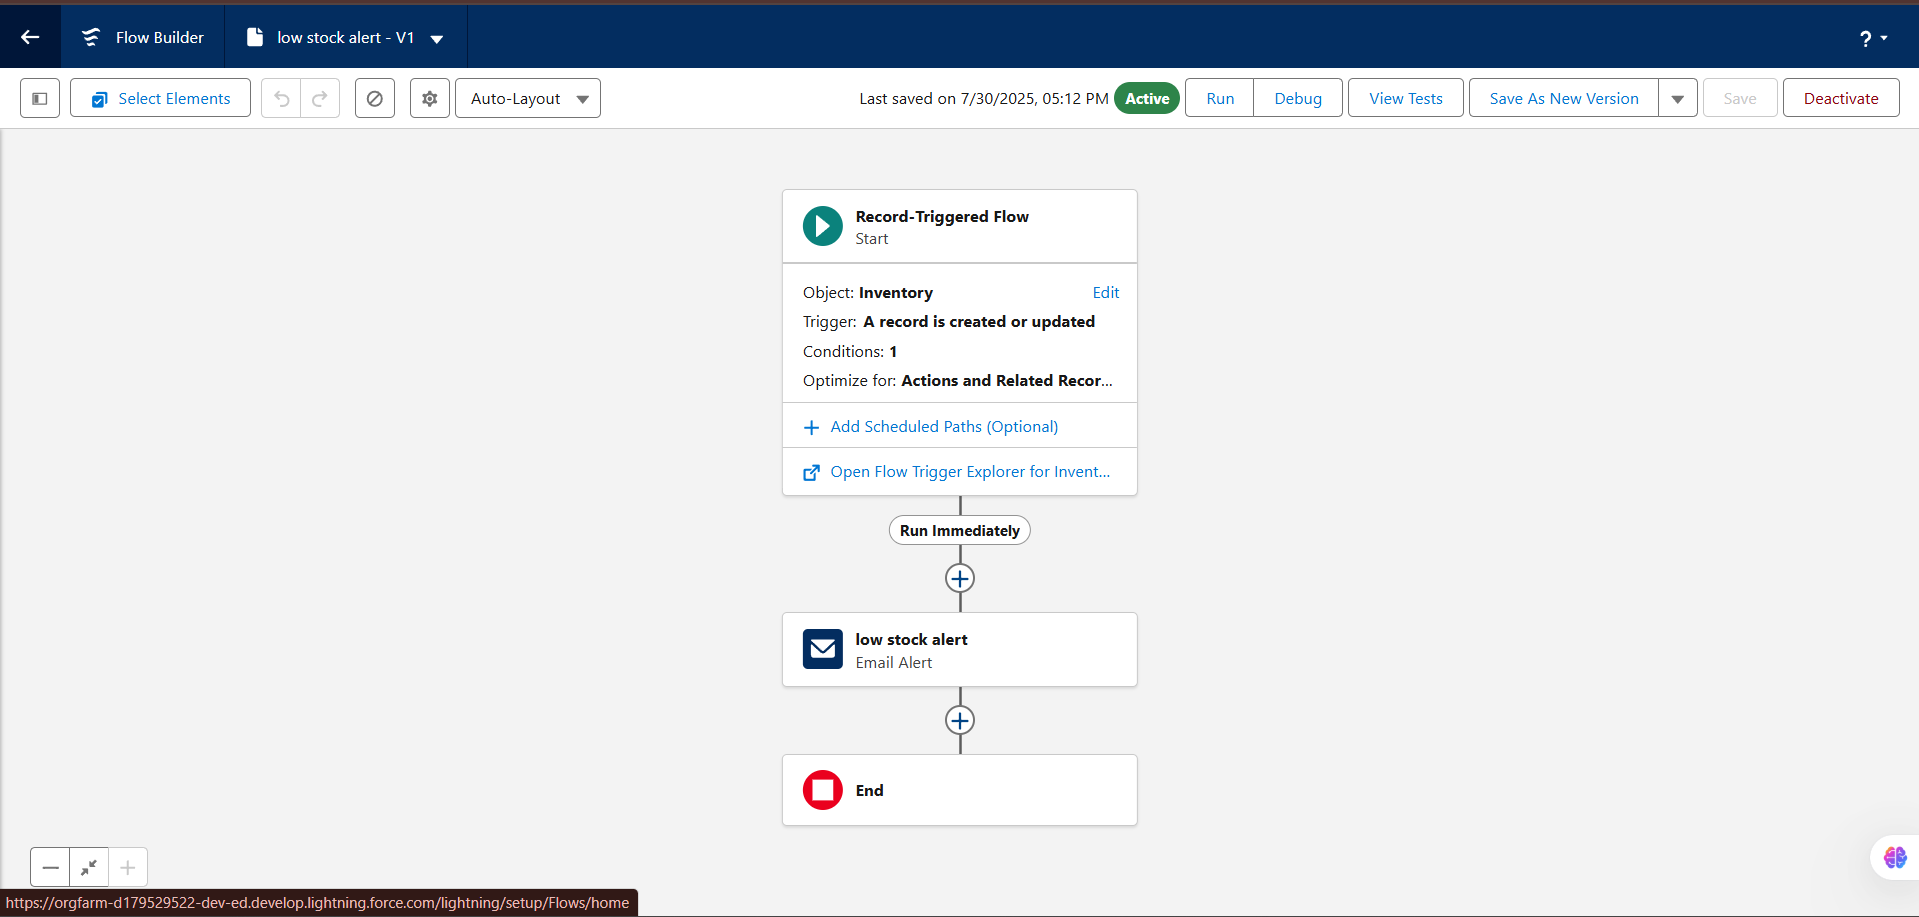 Flow Builder
low stock alert - V1
?
Select Elements
Auto-Layout
Last saved on 7/30/2025, 05:12 PM
Active
Run
Debug
View Tests
Save As New Version
Save
Deactivate
Record-Triggered Flow
Start
Object: Inventory
Edit
Trigger: A record is created or updated
Conditions: 1
Optimize for: Actions and Related Recor...
Add Scheduled Paths (Optional)
Open Flow Trigger Explorer for Invent...
Run Immediately
low stock alert
Email Alert
End
https://orgfarm-d179529522-dev-ed.develop.lightning.force.com/lightning/setup/Flows/home